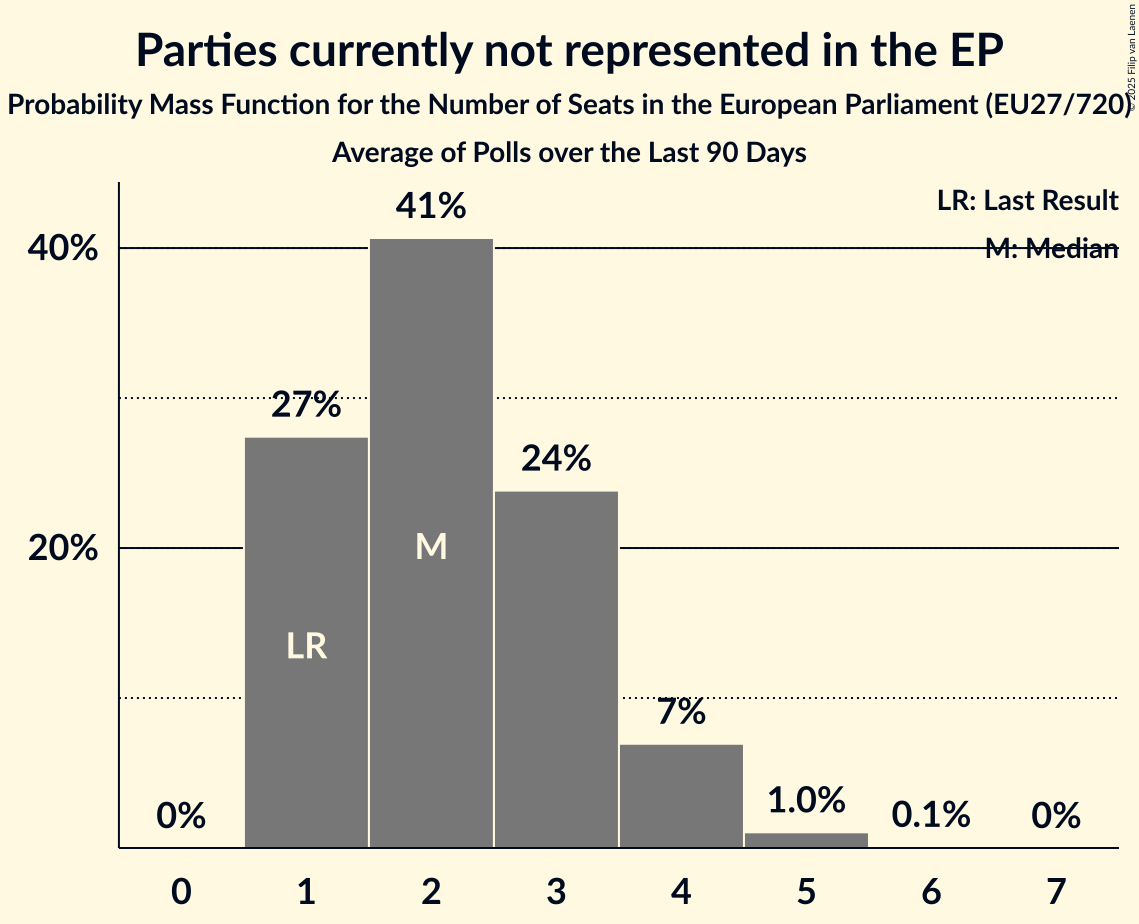 Parties currently not represented in the EP
Probability Mass Function for the Number of Seats in the European Parliament (EU27/720)
Average of Polls over the Last 90 Days
© 2025 Filip van Laenen
LR: Last Result
M: Median
40%
20%
0%
27%
41%
24%
7%
1.0%
0.1%
0%
LR
M
0 1 2 3 4 5 6 7